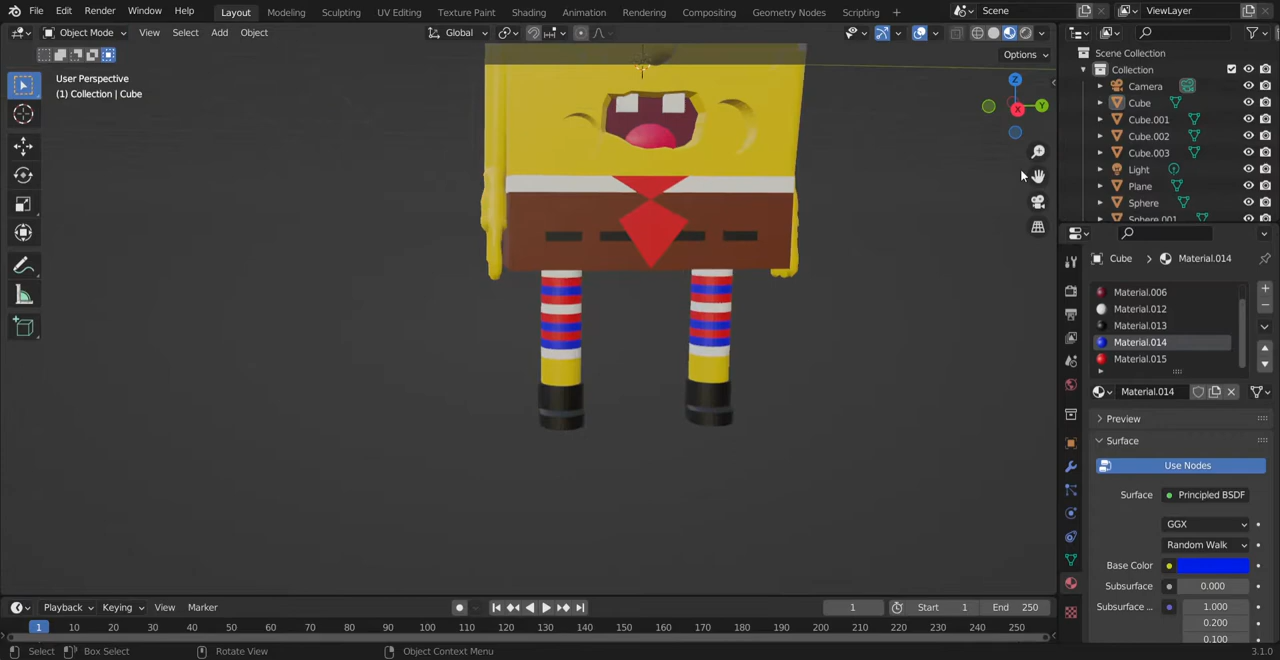 File Edit Render Window Help Layout Modeling Sculpting UV Editing Texture Paint Shading Animation Rendering Compositing Geometry Nodes Scripting + Scene ViewLayer
Object Mode View Select Add Object Global
Options
User Perspective
(1) Collection | Cube
Z
Y
X
Scene Collection
Collection
Camera
Cube
Cube.001
Cube.002
Cube.003
Light
Plane
Sphere
Sphere.001
Cube > Material.014
Material.006
Material.012
Material.013
Material.014
Material.015
Material.014
Preview
Surface
Use Nodes
Surface Principled BSDF
GGX
Random Walk
Base Color
Subsurface 0.000
Subsurface ... 1.000
0.200
0.100
Playback Keying View Marker 1 Start 1 End 250
1 10 20 30 40 50 60 70 80 90 100 110 120 130 140 150 160 170 180 190 200 210 220 230 240 250
Select Box Select Rotate View Object Context Menu 3.1.0